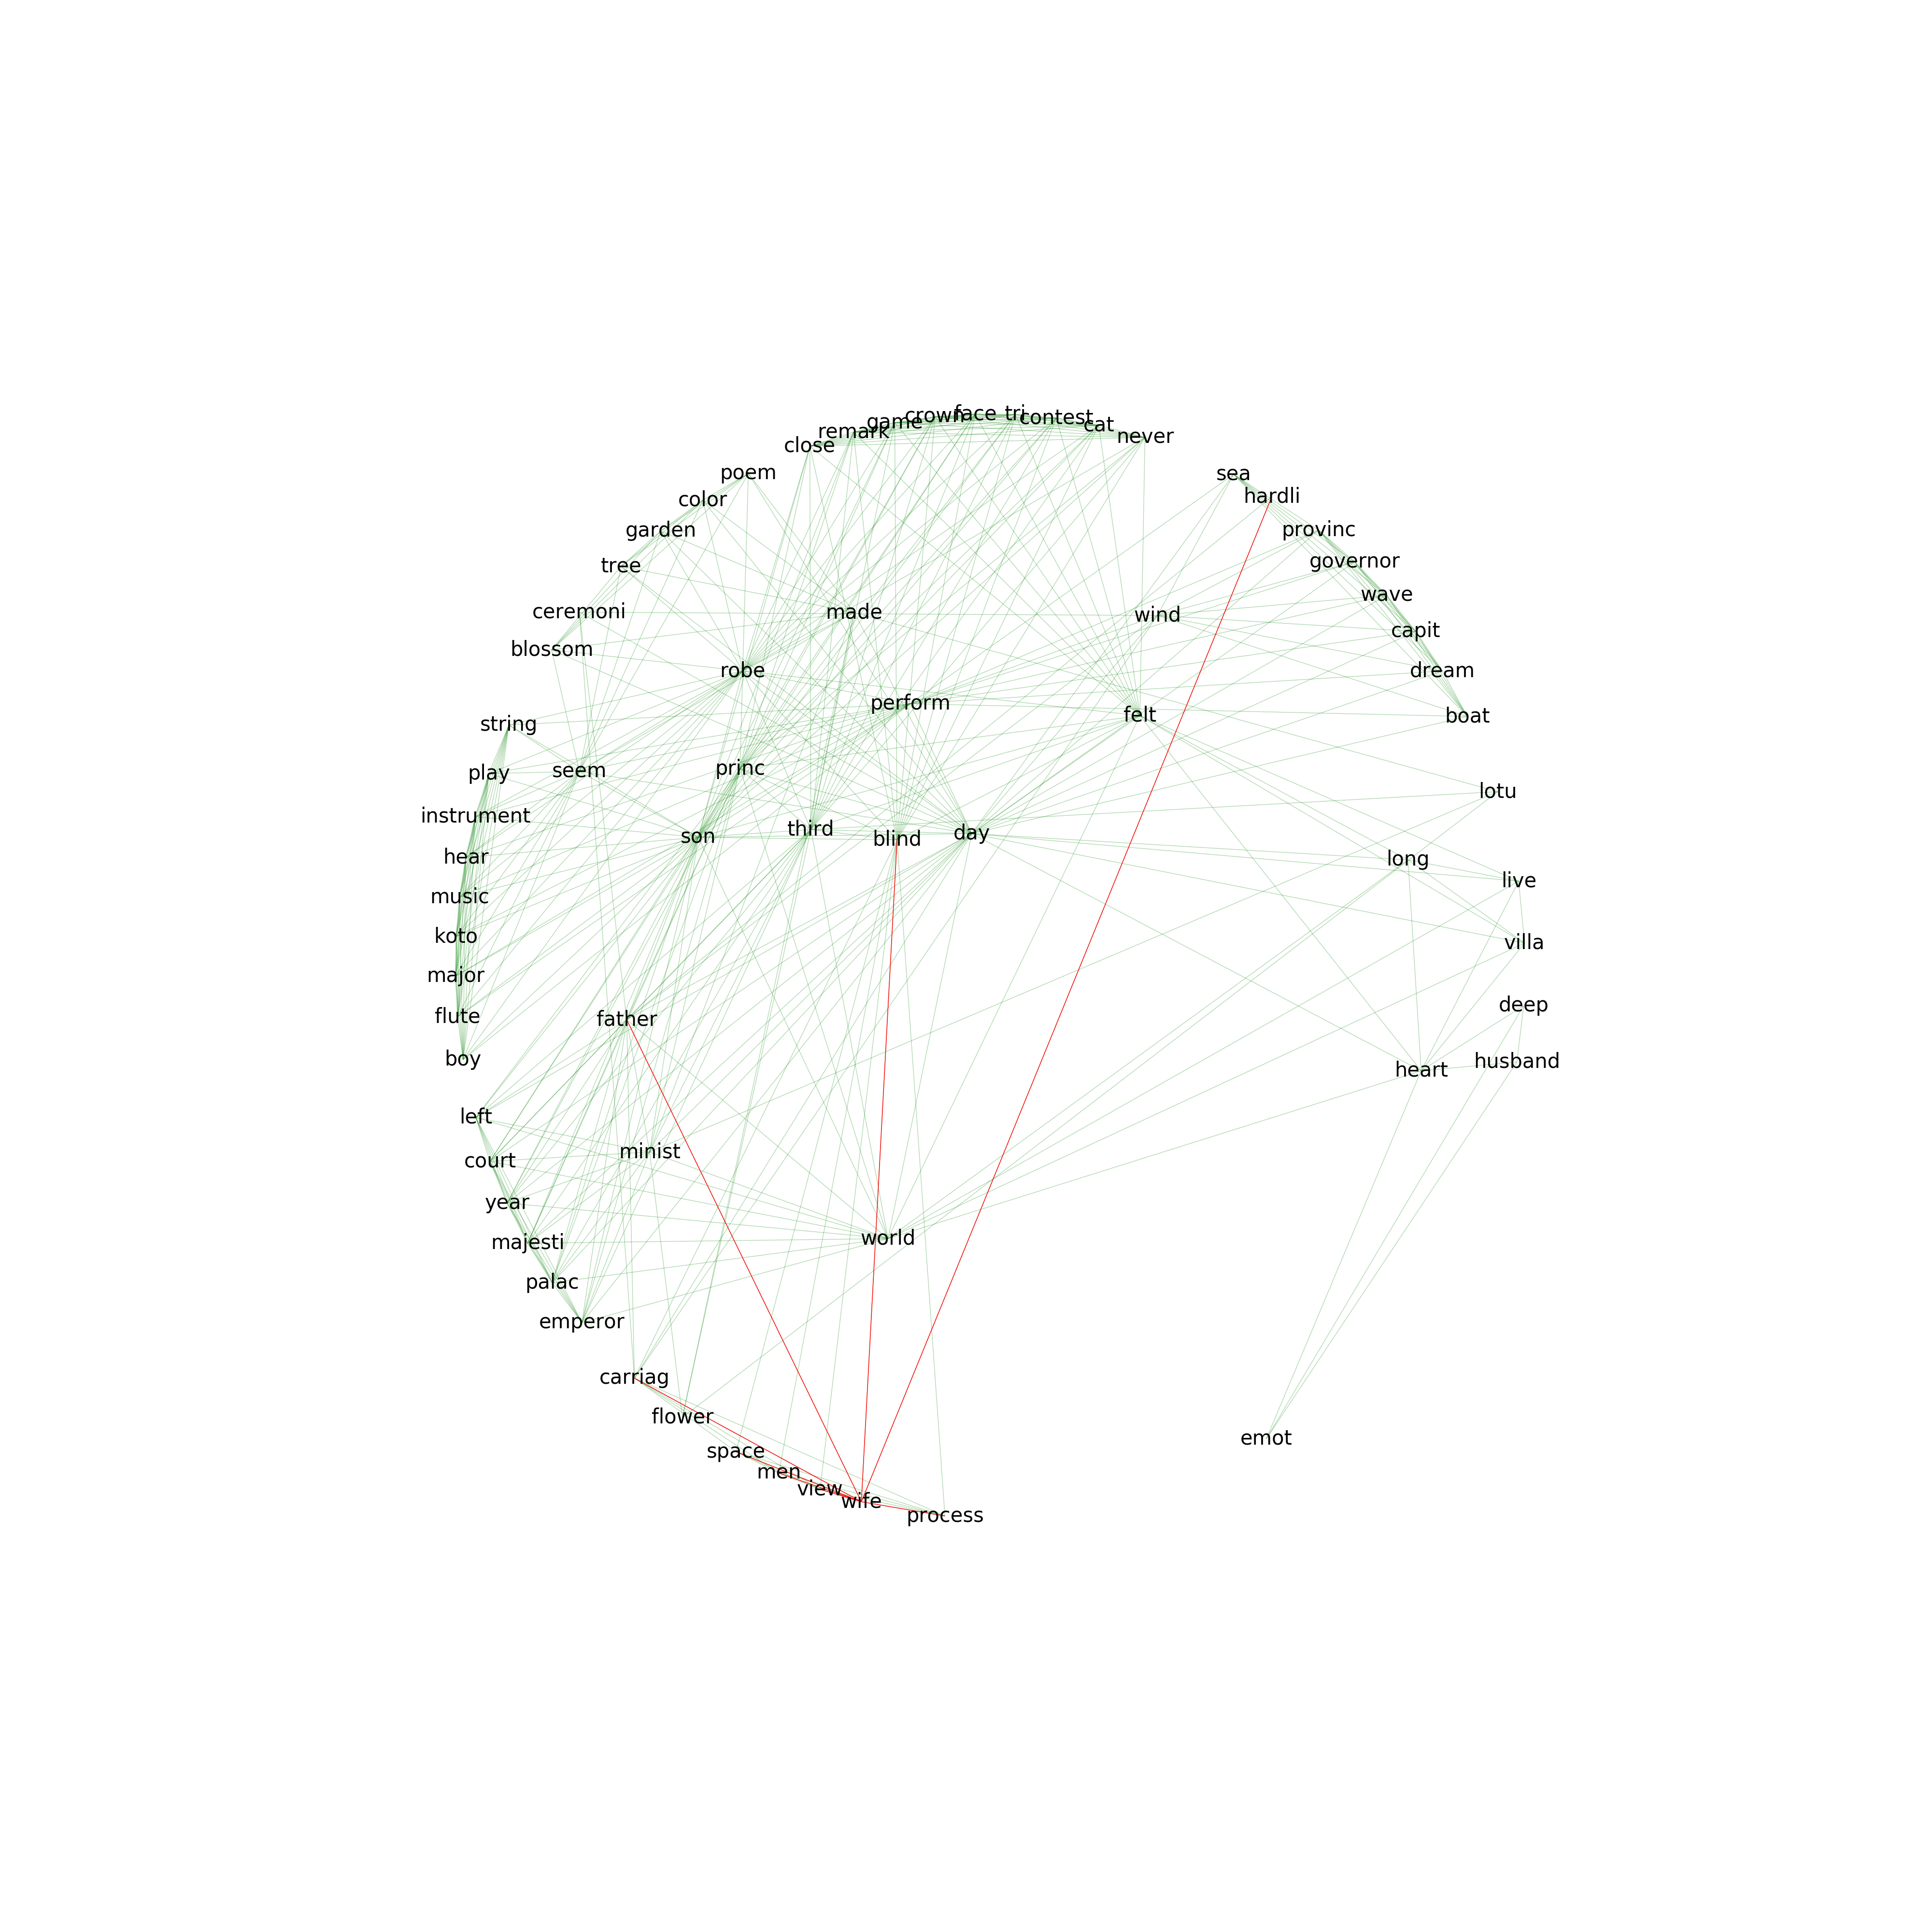 face
tri
crown
contest
game
cat
remark
never
close
poem
sea
hardli
color
garden
provinc
governor
tree
wave
ceremoni
made
wind
capit
blossom
robe
dream
perform
felt
boat
string
princ
seem
play
lotu
instrument
third
day
son
blind
hear
long
live
music
koto
villa
major
deep
flute
father
boy
husband
heart
left
minist
court
year
world
majesti
palac
emperor
carriag
flower
emot
space
men
view
wife
process